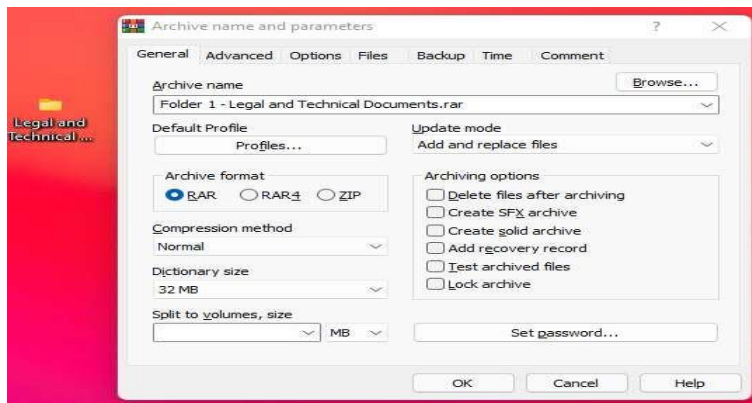 Archive name and parameters
?
General Advanced Options Files Backup Time Comment
Archive name
Browse...
Folder 1 - Legal and Technical Documents.rar
Legal and
Technical ...
Default Profile
Profiles...
Update mode
Add and replace files
Archive format
RAR RAR4 ZIP
Compression method
Normal
Dictionary size
32 MB
Split to volumes, size
MB
Archiving options
Delete files after archiving
Create SFX archive
Create solid archive
Add recovery record
Test archived files
Lock archive
Set password...
OK Cancel Help